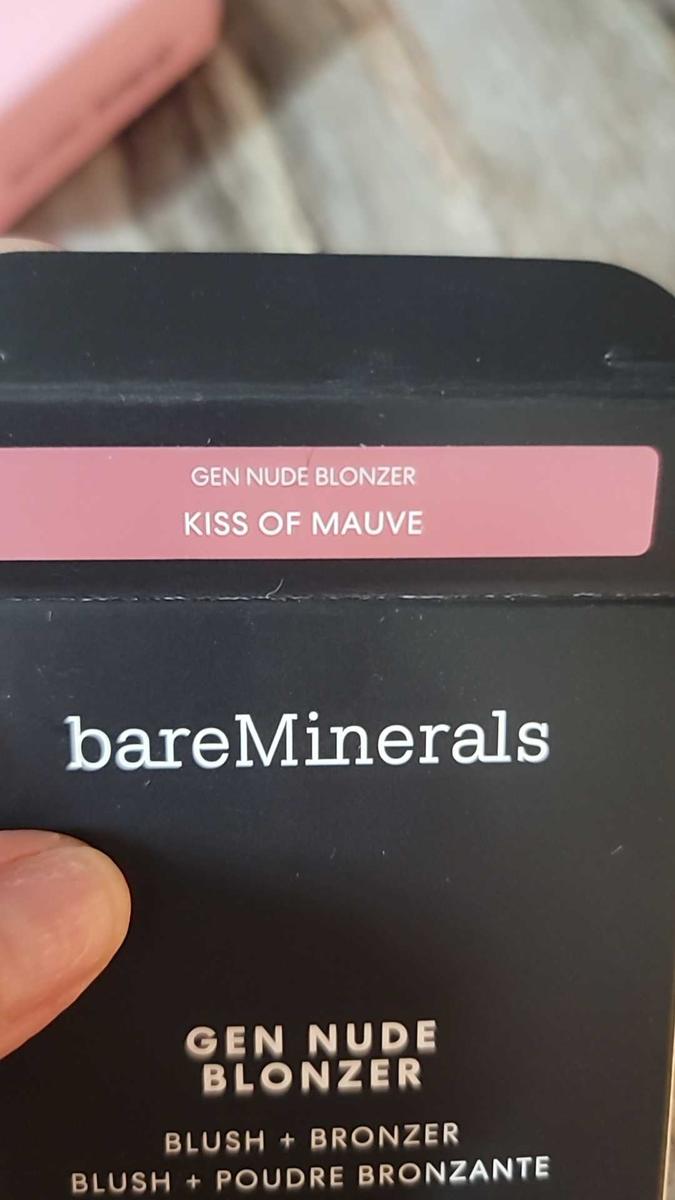 GEN NUDE BLONZER
KISS OF MAUVE
bareMinerals
GEN NUDE
BLONZER
BLUSH + BRONZER
BLUSH + POUDRE BRONZANTE